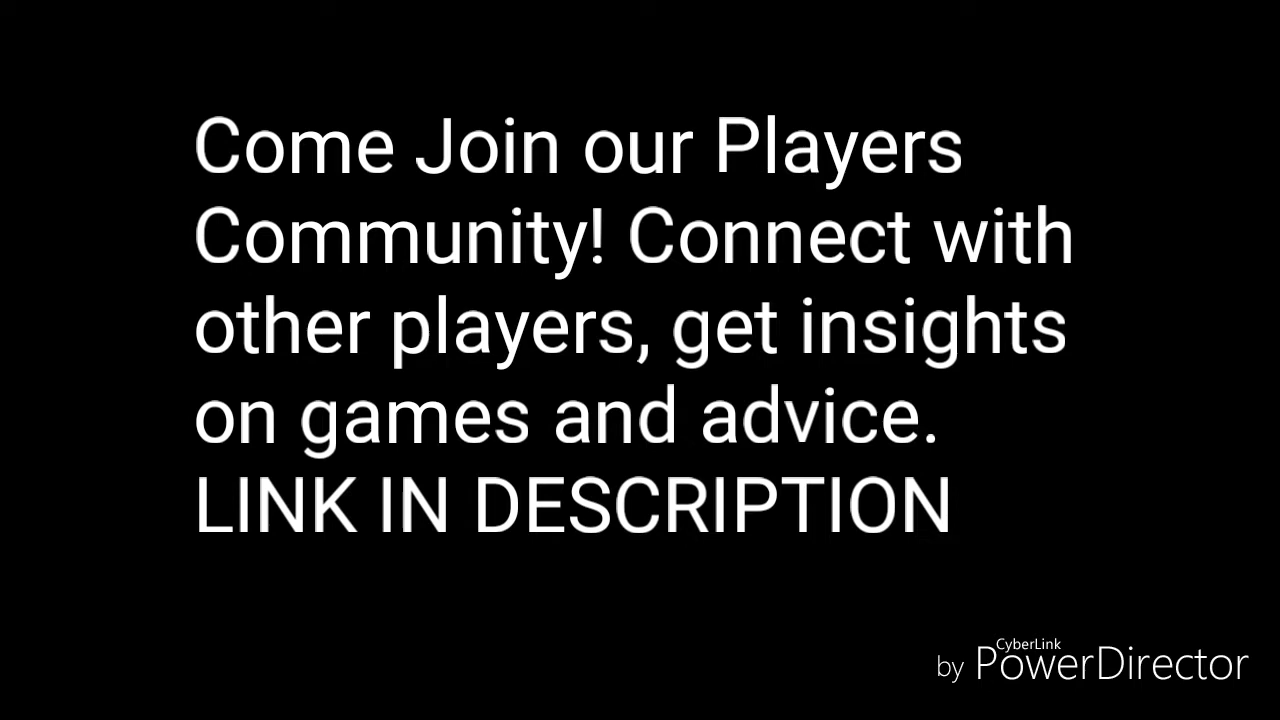 Come Join our Players
Community! Connect with
other players, get insights
on games and advice.
LINK IN DESCRIPTION
CyberLink
by PowerDirector